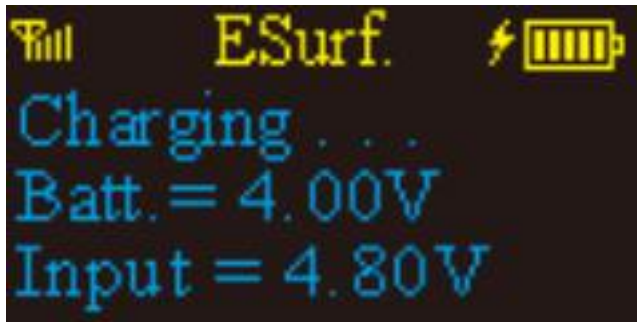 ESurf.
Charging . . .
Batt.= 4.00V
Input = 4.80V